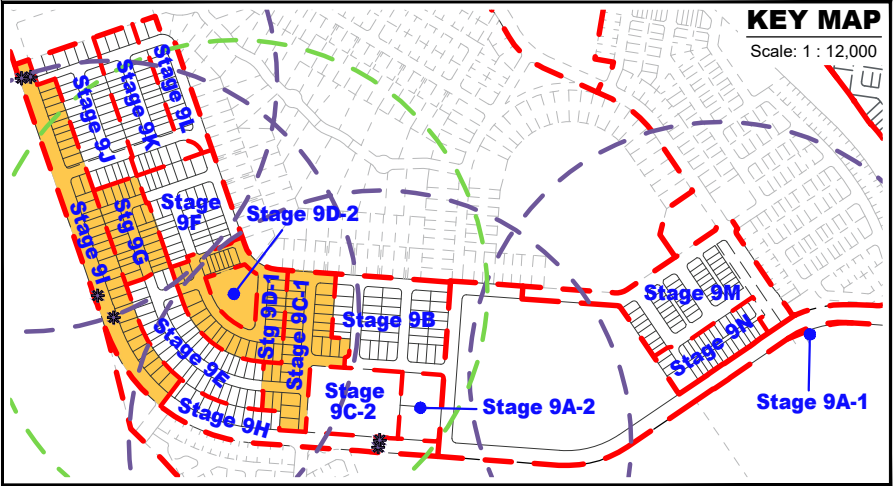 KEY MAP
Scale: 1 : 12,000
Stage 9L
Stage 9K
Stage 9J
Stage
9F
Stg 9G
Stage 9I
Stage 9D-2
Stg 9D-1
Stage 9C-1
Stage 9B
Stage 9E
Stage 9H
Stage
9C-2
Stage 9A-2
Stage 9M
Stage 9N
Stage 9A-1